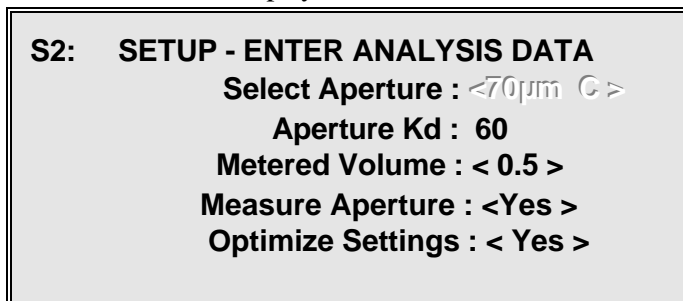 S2: SETUP - ENTER ANALYSIS DATA
Select Aperture : <70µm C >
Aperture Kd : 60
Metered Volume : < 0.5 >
Measure Aperture : <Yes >
Optimize Settings : < Yes >